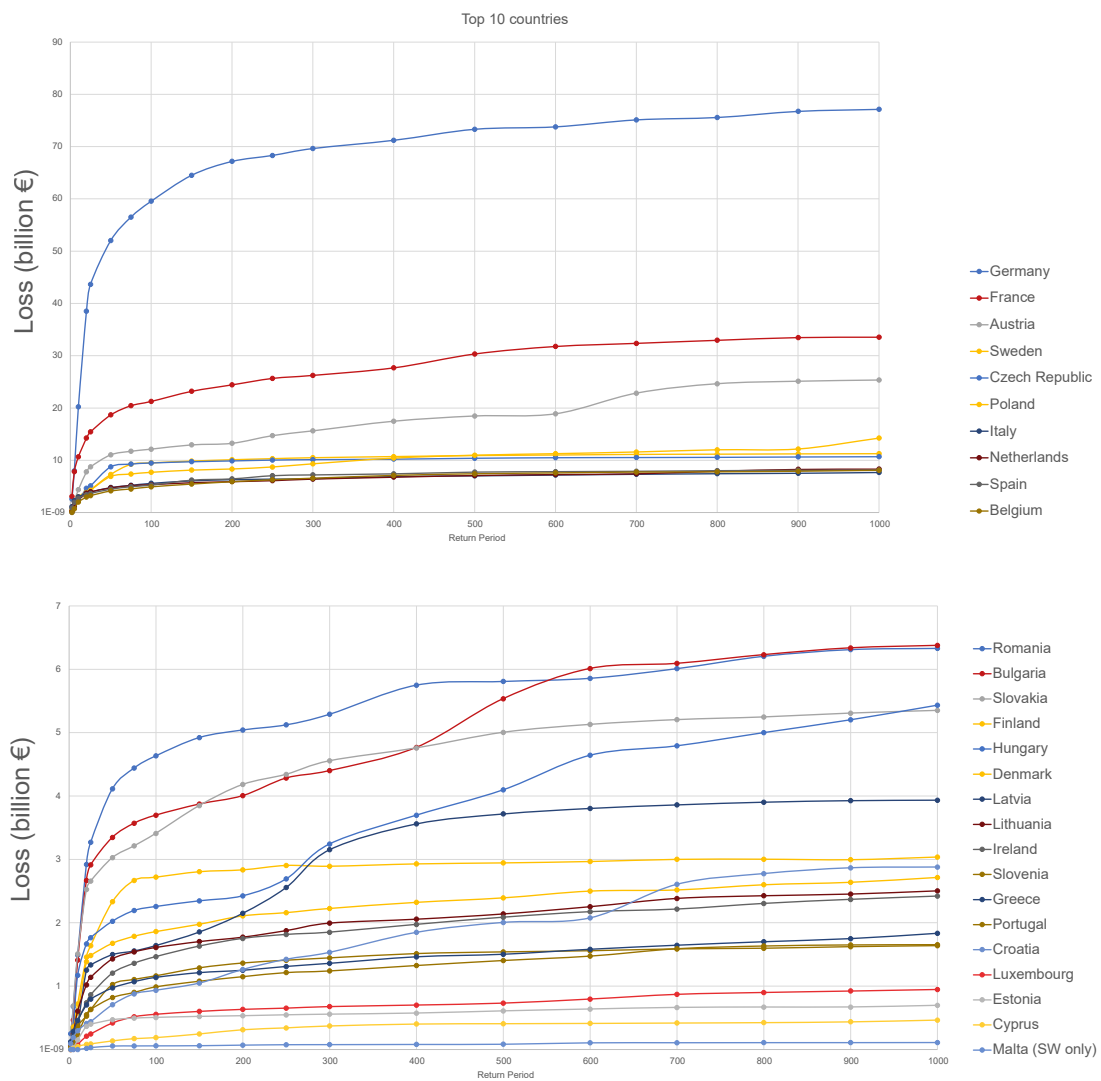 Top 10 countries
90
80
70
60
50
40
30
20
10
1E-09
Loss (billion €)
100
200
300
400
500
600
700
800
900
1000
Return Period
Germany
France
Austria
Sweden
Czech Republic
Poland
Italy
Netherlands
Spain
Belgium
7
6
5
4
3
2
1
1E-09
Loss (billion €)
100
200
300
400
500
600
700
800
900
1000
Return Period
Romania
Bulgaria
Slovakia
Finland
Hungary
Denmark
Latvia
Lithuania
Ireland
Slovenia
Greece
Portugal
Croatia
Luxembourg
Estonia
Cyprus
Malta (SW only)